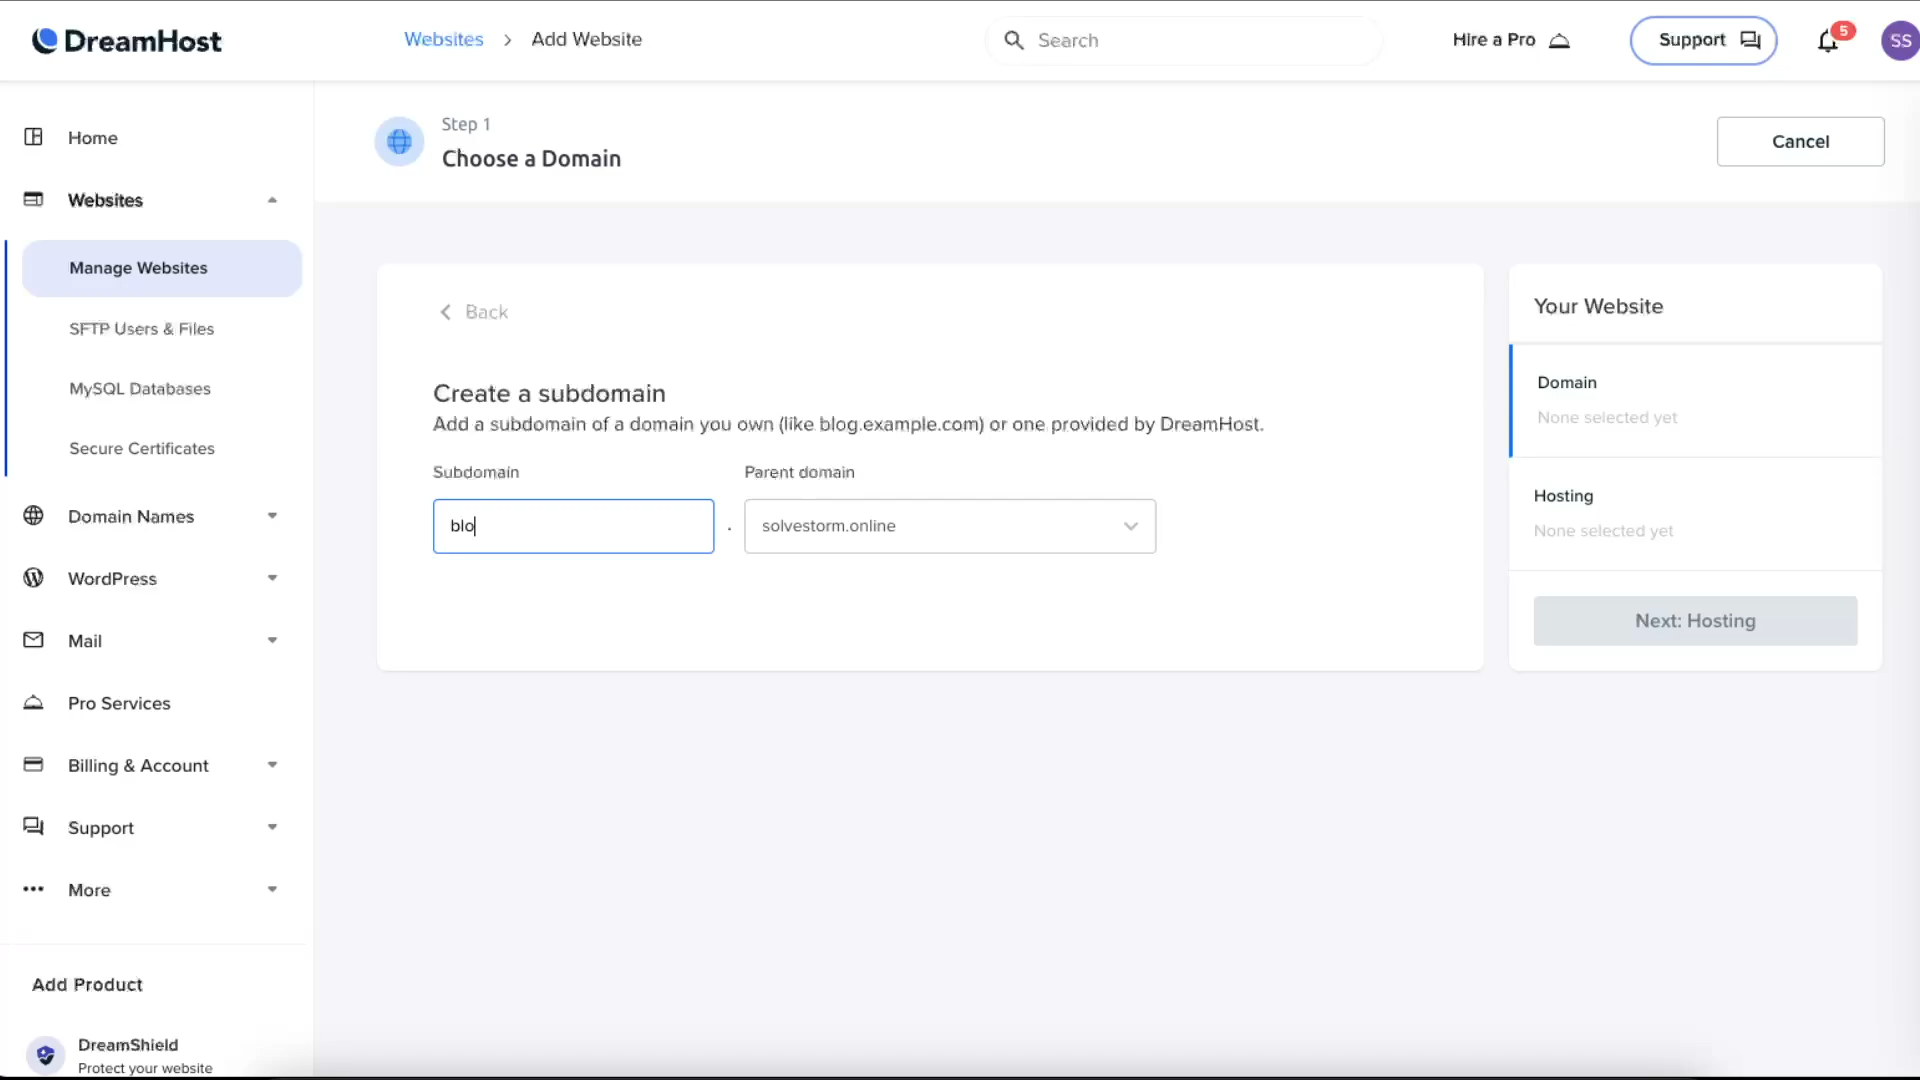 DreamHost
Websites > Add Website
Search
Hire a Pro
Support
5
SS
Home
Websites
Manage Websites
SFTP Users & Files
MySQL Databases
Secure Certificates
Domain Names
WordPress
Mail
Pro Services
Billing & Account
Support
More
Add Product
DreamShield
Protect your website
Step 1
Choose a Domain
Cancel
Back
Create a subdomain
Add a subdomain of a domain you own (like blog.example.com) or one provided by DreamHost.
Subdomain
Parent domain
blo . solvestorm.online
Your Website
Domain
None selected yet
Hosting
None selected yet
Next: Hosting